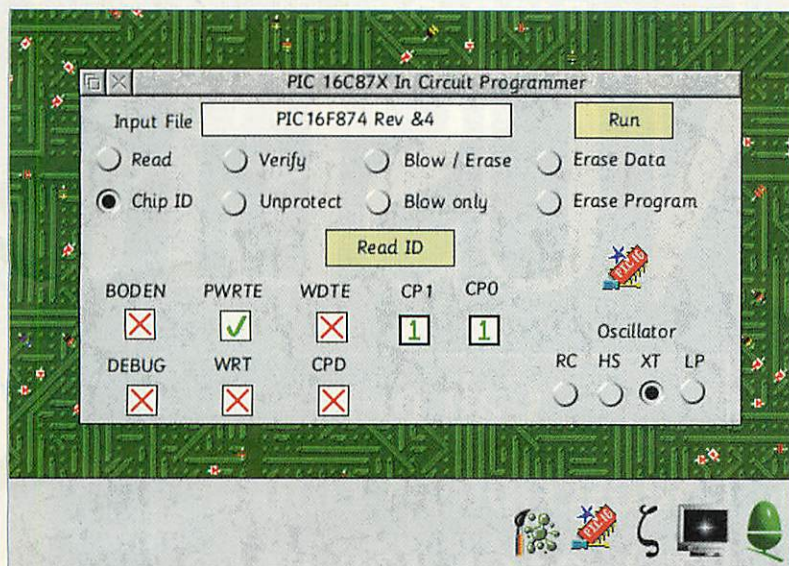 PIC 16C87X In Circuit Programmer
Input File PIC16F874 Rev &4 Run
Read Verify Blow / Erase Erase Data
Chip ID Unprotect Blow only Erase Program
Read ID
PIC16
BODEN PWRTE WDTE CP1 CP0
1 1
Oscillator
DEBUG WRT CPD
RC HS XT LP
PIC16